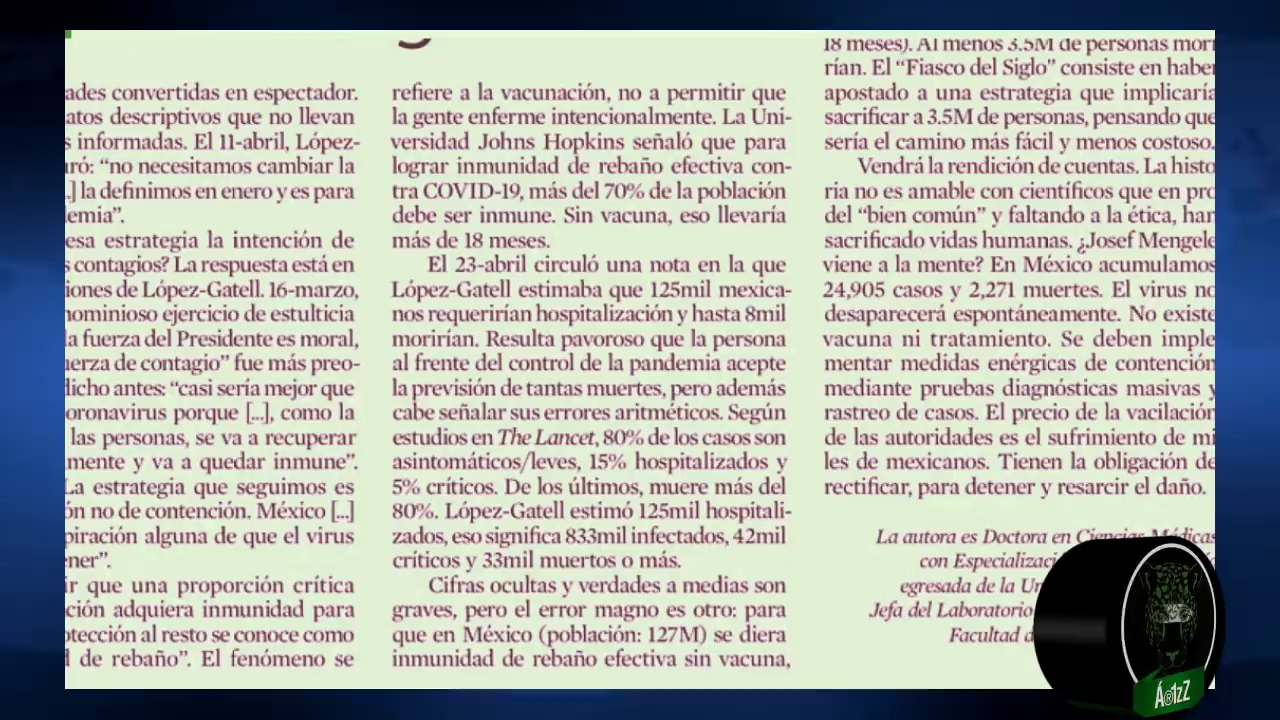 ades convertidas en espectador.
atos descriptivos que no llevan
s informadas. El 11-abril, López-
ró: “no necesitamos cambiar la
.] la definimos en enero y es para
emia”.
esa estrategia la intención de
s contagios? La respuesta está en
iones de López-Gatell. 16-marzo,
nominioso ejercicio de estulticia
la fuerza del Presidente es moral,
uerza de contagio” fue más preo-
dicho antes: “casi sería mejor que
oronavirus porque [...], como la
las personas, se va a recuperar
mente y va a quedar inmune”.
La estrategia que seguimos es
ón no de contención. México [...]
piración alguna de que el virus
ener”.
ir que una proporción crítica
ción adquiera inmunidad para
otección al resto se conoce como
d de rebaño”. El fenómeno se
refiere a la vacunación, no a permitir que
la gente enferme intencionalmente. La Uni-
versidad Johns Hopkins señaló que para
lograr inmunidad de rebaño efectiva con-
tra COVID-19, más del 70% de la población
debe ser inmune. Sin vacuna, eso llevaría
más de 18 meses.
El 23-abril circuló una nota en la que
López-Gatell estimaba que 125mil mexica-
nos requerirían hospitalización y hasta 8mil
morirían. Resulta pavoroso que la persona
al frente del control de la pandemia acepte
la previsión de tantas muertes, pero además
cabe señalar sus errores aritméticos. Según
estudios en The Lancet, 80% de los casos son
asintomáticos/leves, 15% hospitalizados y
5% críticos. De los últimos, muere más del
80%. López-Gatell estimó 125mil hospitali-
zados, eso significa 833mil infectados, 42mil
críticos y 33mil muertos o más.
Cifras ocultas y verdades a medias son
graves, pero el error magno es otro: para
que en México (población: 127M) se diera
inmunidad de rebaño efectiva sin vacuna,
18 meses). Al menos 3.5M de personas mori
rían. El “Fiasco del Siglo” consiste en haber
apostado a una estrategia que implicaría
sacrificar a 3.5M de personas, pensando que
sería el camino más fácil y menos costoso.
Vendrá la rendición de cuentas. La histo
ria no es amable con científicos que en pro
del “bien común” y faltando a la ética, han
sacrificado vidas humanas. ¿Josef Mengele
viene a la mente? En México acumulamos
24,905 casos y 2,271 muertes. El virus no
desaparecerá espontáneamente. No existe
vacuna ni tratamiento. Se deben imple
mentar medidas enérgicas de contención
mediante pruebas diagnósticas masivas y
rastreo de casos. El precio de la vacilación
de las autoridades es el sufrimiento de mi
les de mexicanos. Tienen la obligación de
rectificar, para detener y resarcir el daño.
La autora es Doctora en Ciencias Médicas
con Especializaci
egresada de la Un
Jefa del Laboratorio
Facultad d
Á®1zZ